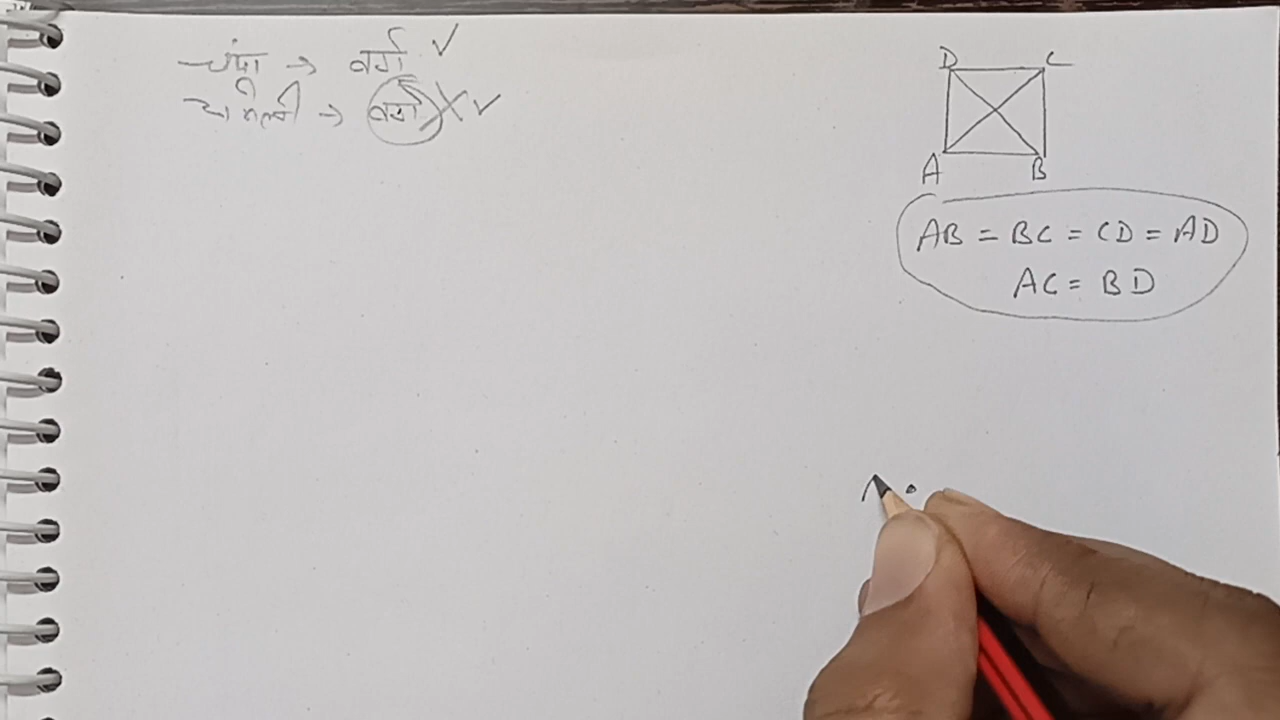 चंपा → वर्ग ✓
चामेली → वर्ग X ✓
D C
A B
AB = BC = CD = AD
AC = BD